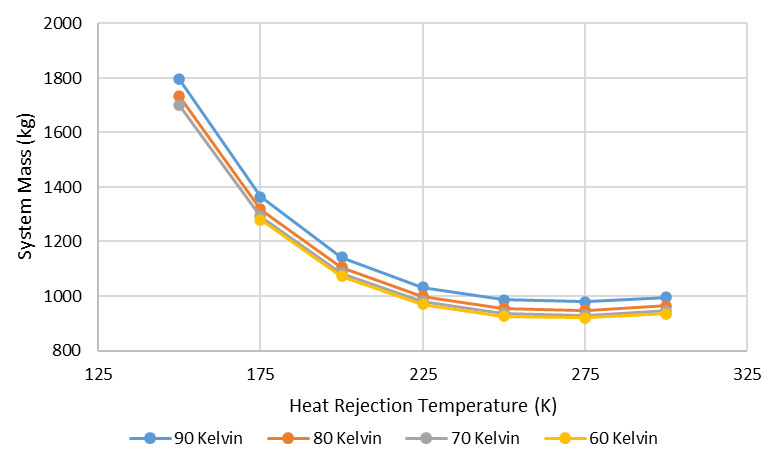 2000
1800
1600
1400
1200
1000
800
System Mass (kg)
125 175 225 275 325
Heat Rejection Temperature (K)
90 Kelvin 80 Kelvin 70 Kelvin 60 Kelvin